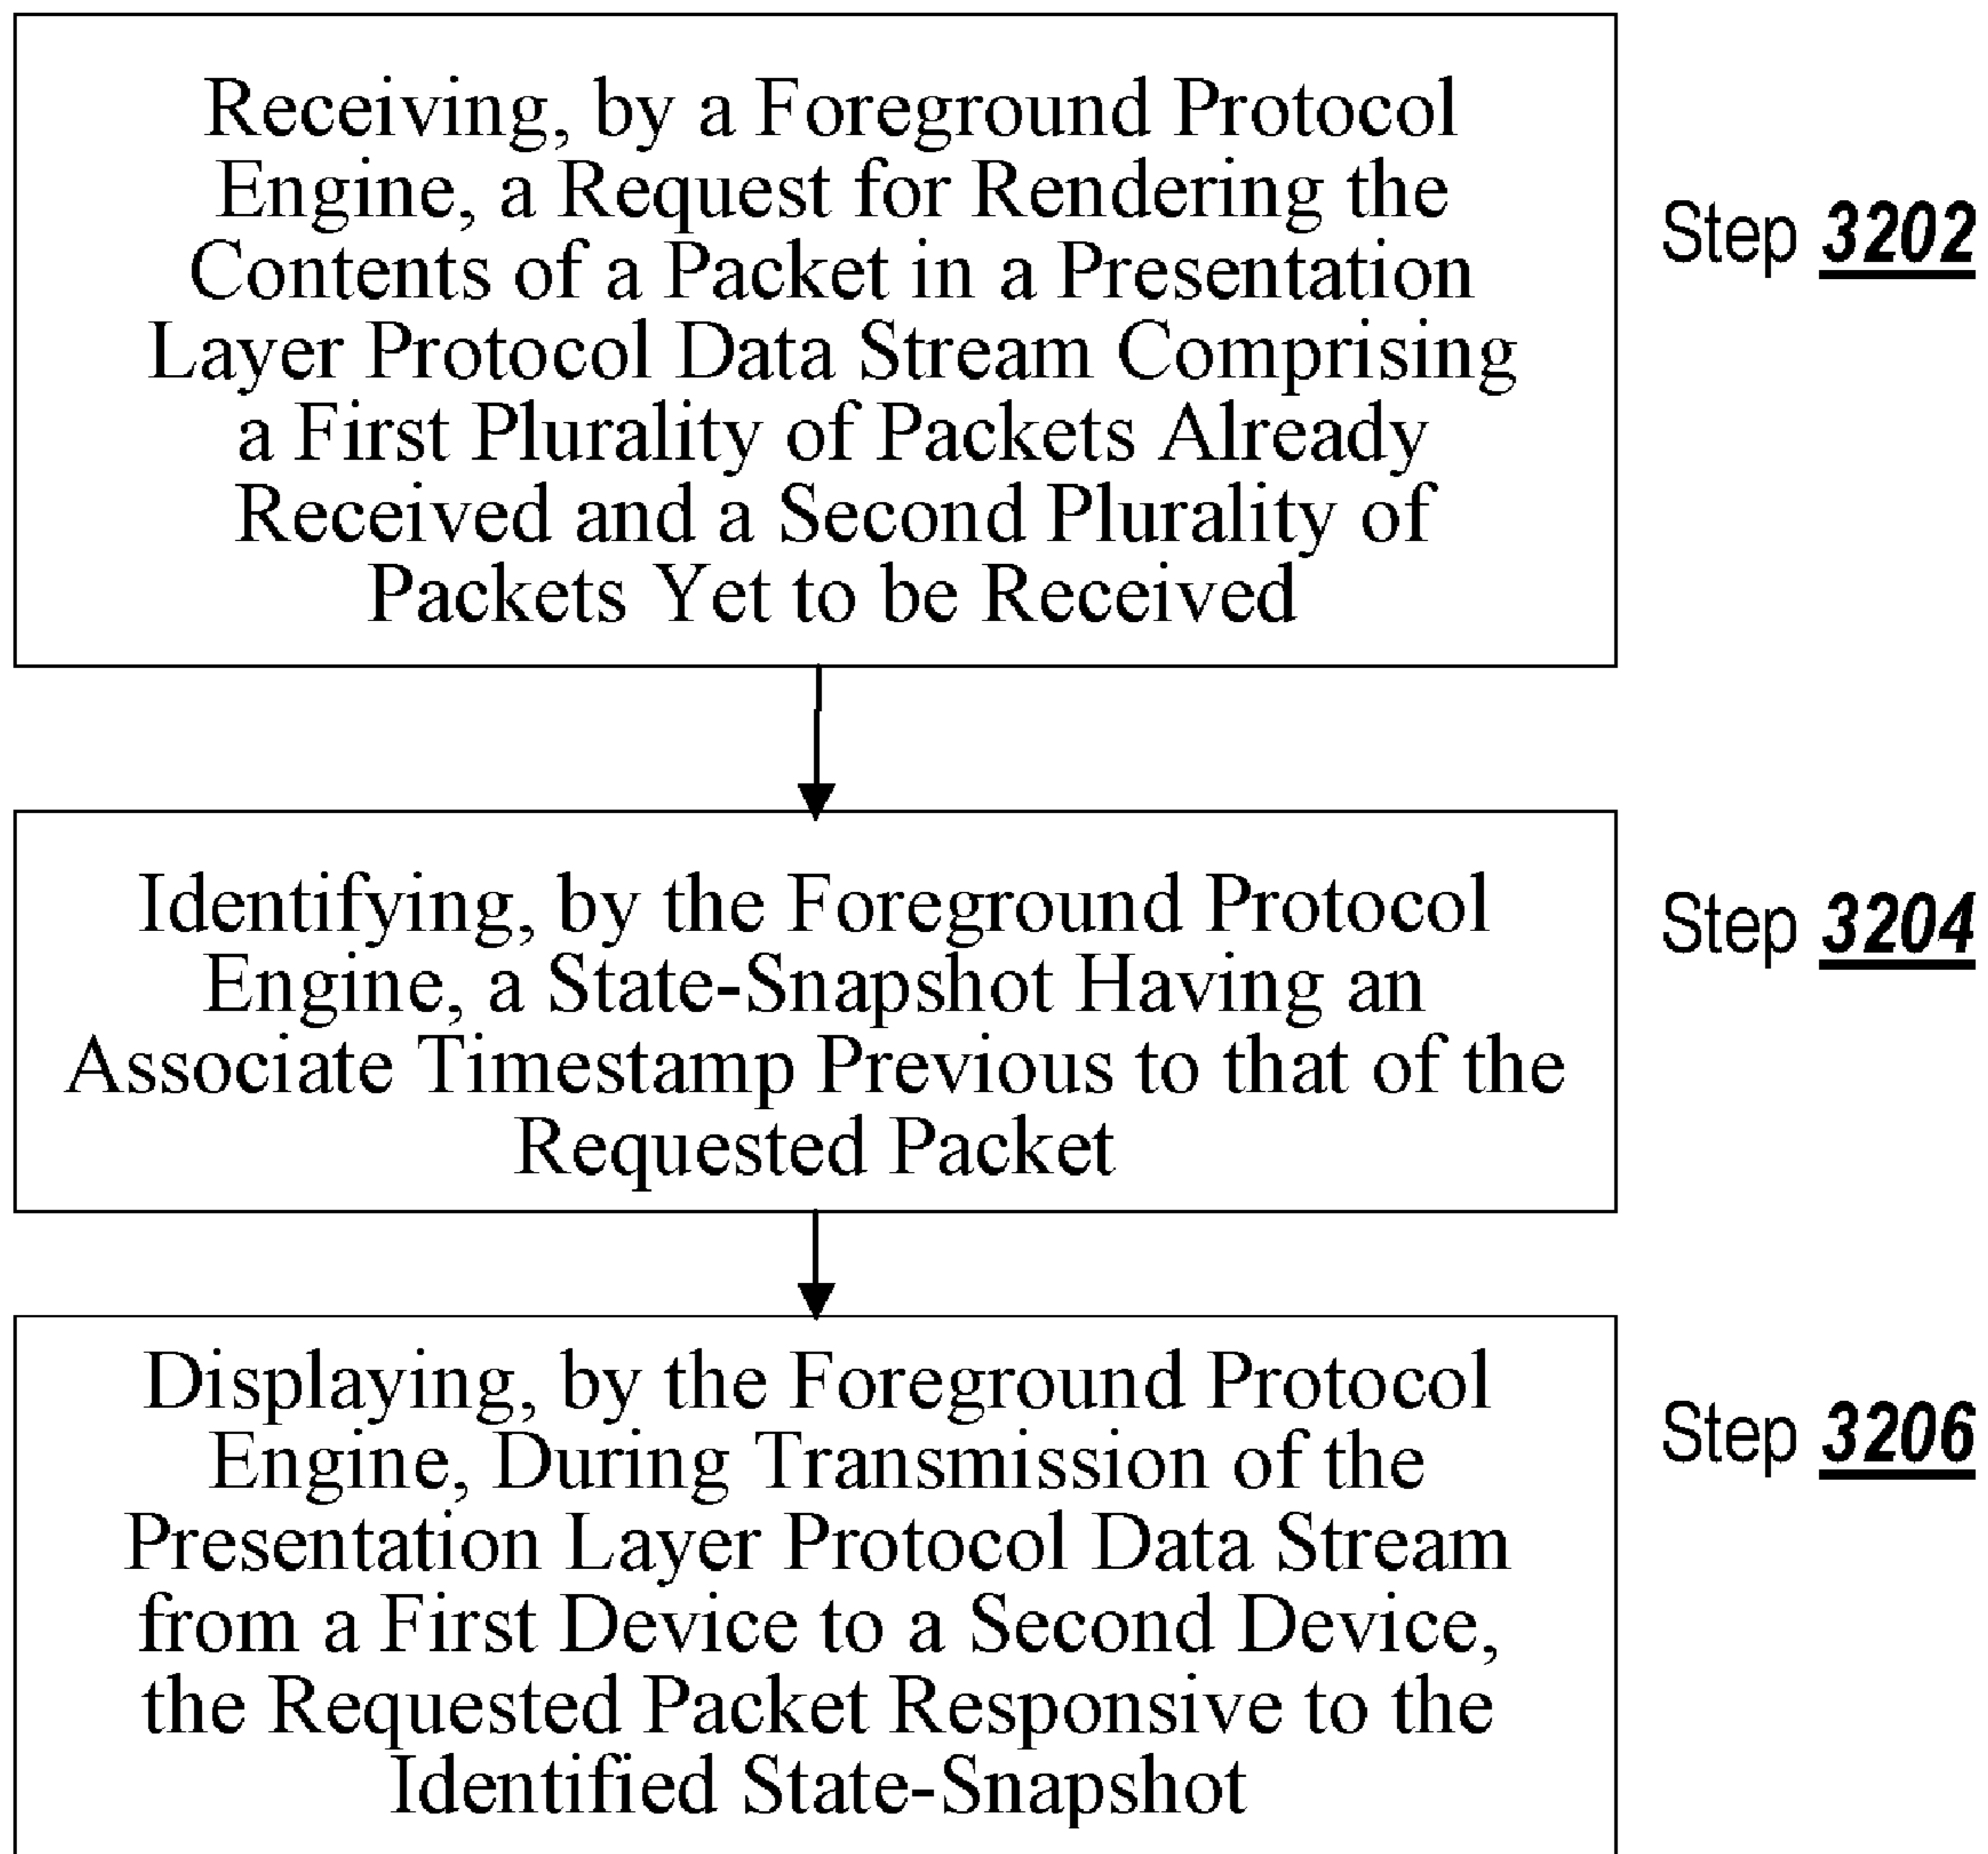 Receiving, by a Foreground Protocol
Engine, a Request for Rendering the
Contents of a Packet in a Presentation
Layer Protocol Data Stream Comprising
a First Plurality of Packets Already
Received and a Second Plurality of
Packets Yet to be Received
Step 3202
Identifying, by the Foreground Protocol
Engine, a State-Snapshot Having an
Associate Timestamp Previous to that of the
Requested Packet
Step 3204
Displaying, by the Foreground Protocol
Engine, During Transmission of the
Presentation Layer Protocol Data Stream
from a First Device to a Second Device,
the Requested Packet Responsive to the
Identified State-Snapshot
Step 3206